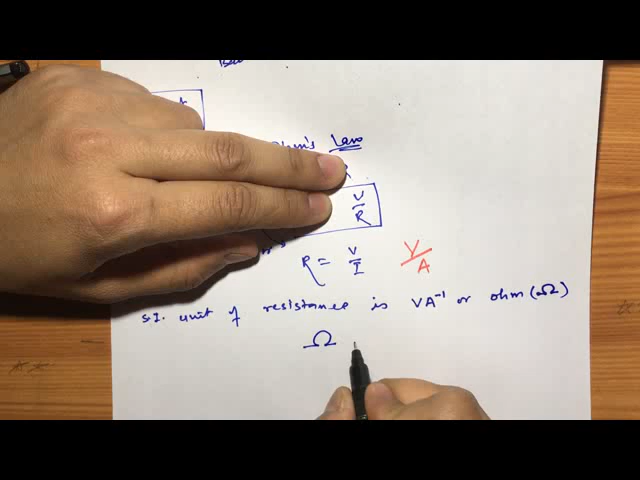 Ohm's Law
V/R
R = V/I V/A
S.I. unit of resistance is VA⁻¹ or ohm (Ω)
Ω